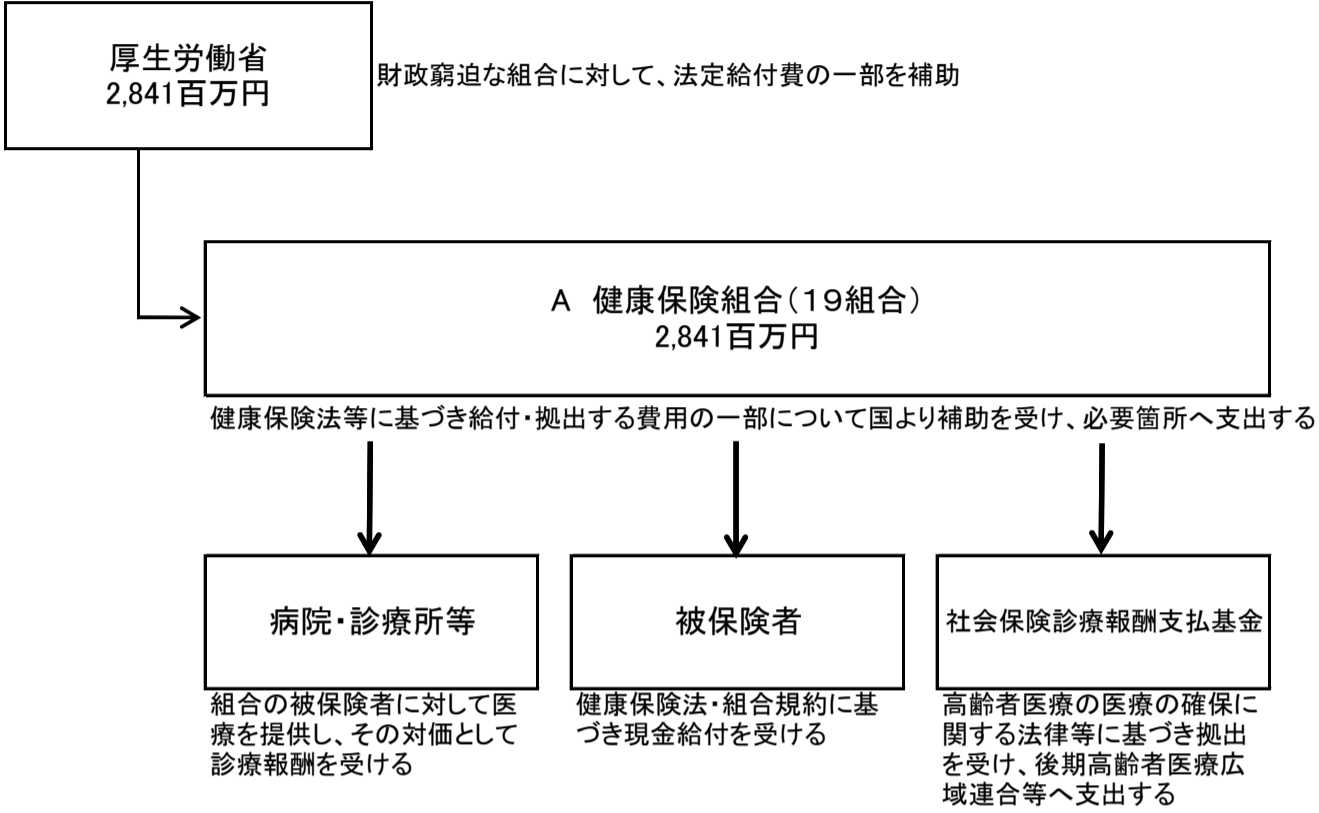 厚生労働省
2,841百万円
財政窮迫な組合に対して、法定給付費の一部を補助
A　健康保険組合（１９組合）
2,841百万円
健康保険法等に基づき給付・拠出する費用の一部について国より補助を受け、必要箇所へ支出する
病院・診療所等
組合の被保険者に対して医
療を提供し、その対価として
診療報酬を受ける
被保険者
健康保険法・組合規約に基
づき現金給付を受ける
社会保険診療報酬支払基金
高齢者医療の医療の確保に
関する法律等に基づき拠出
を受け、後期高齢者医療広
域連合等へ支出する